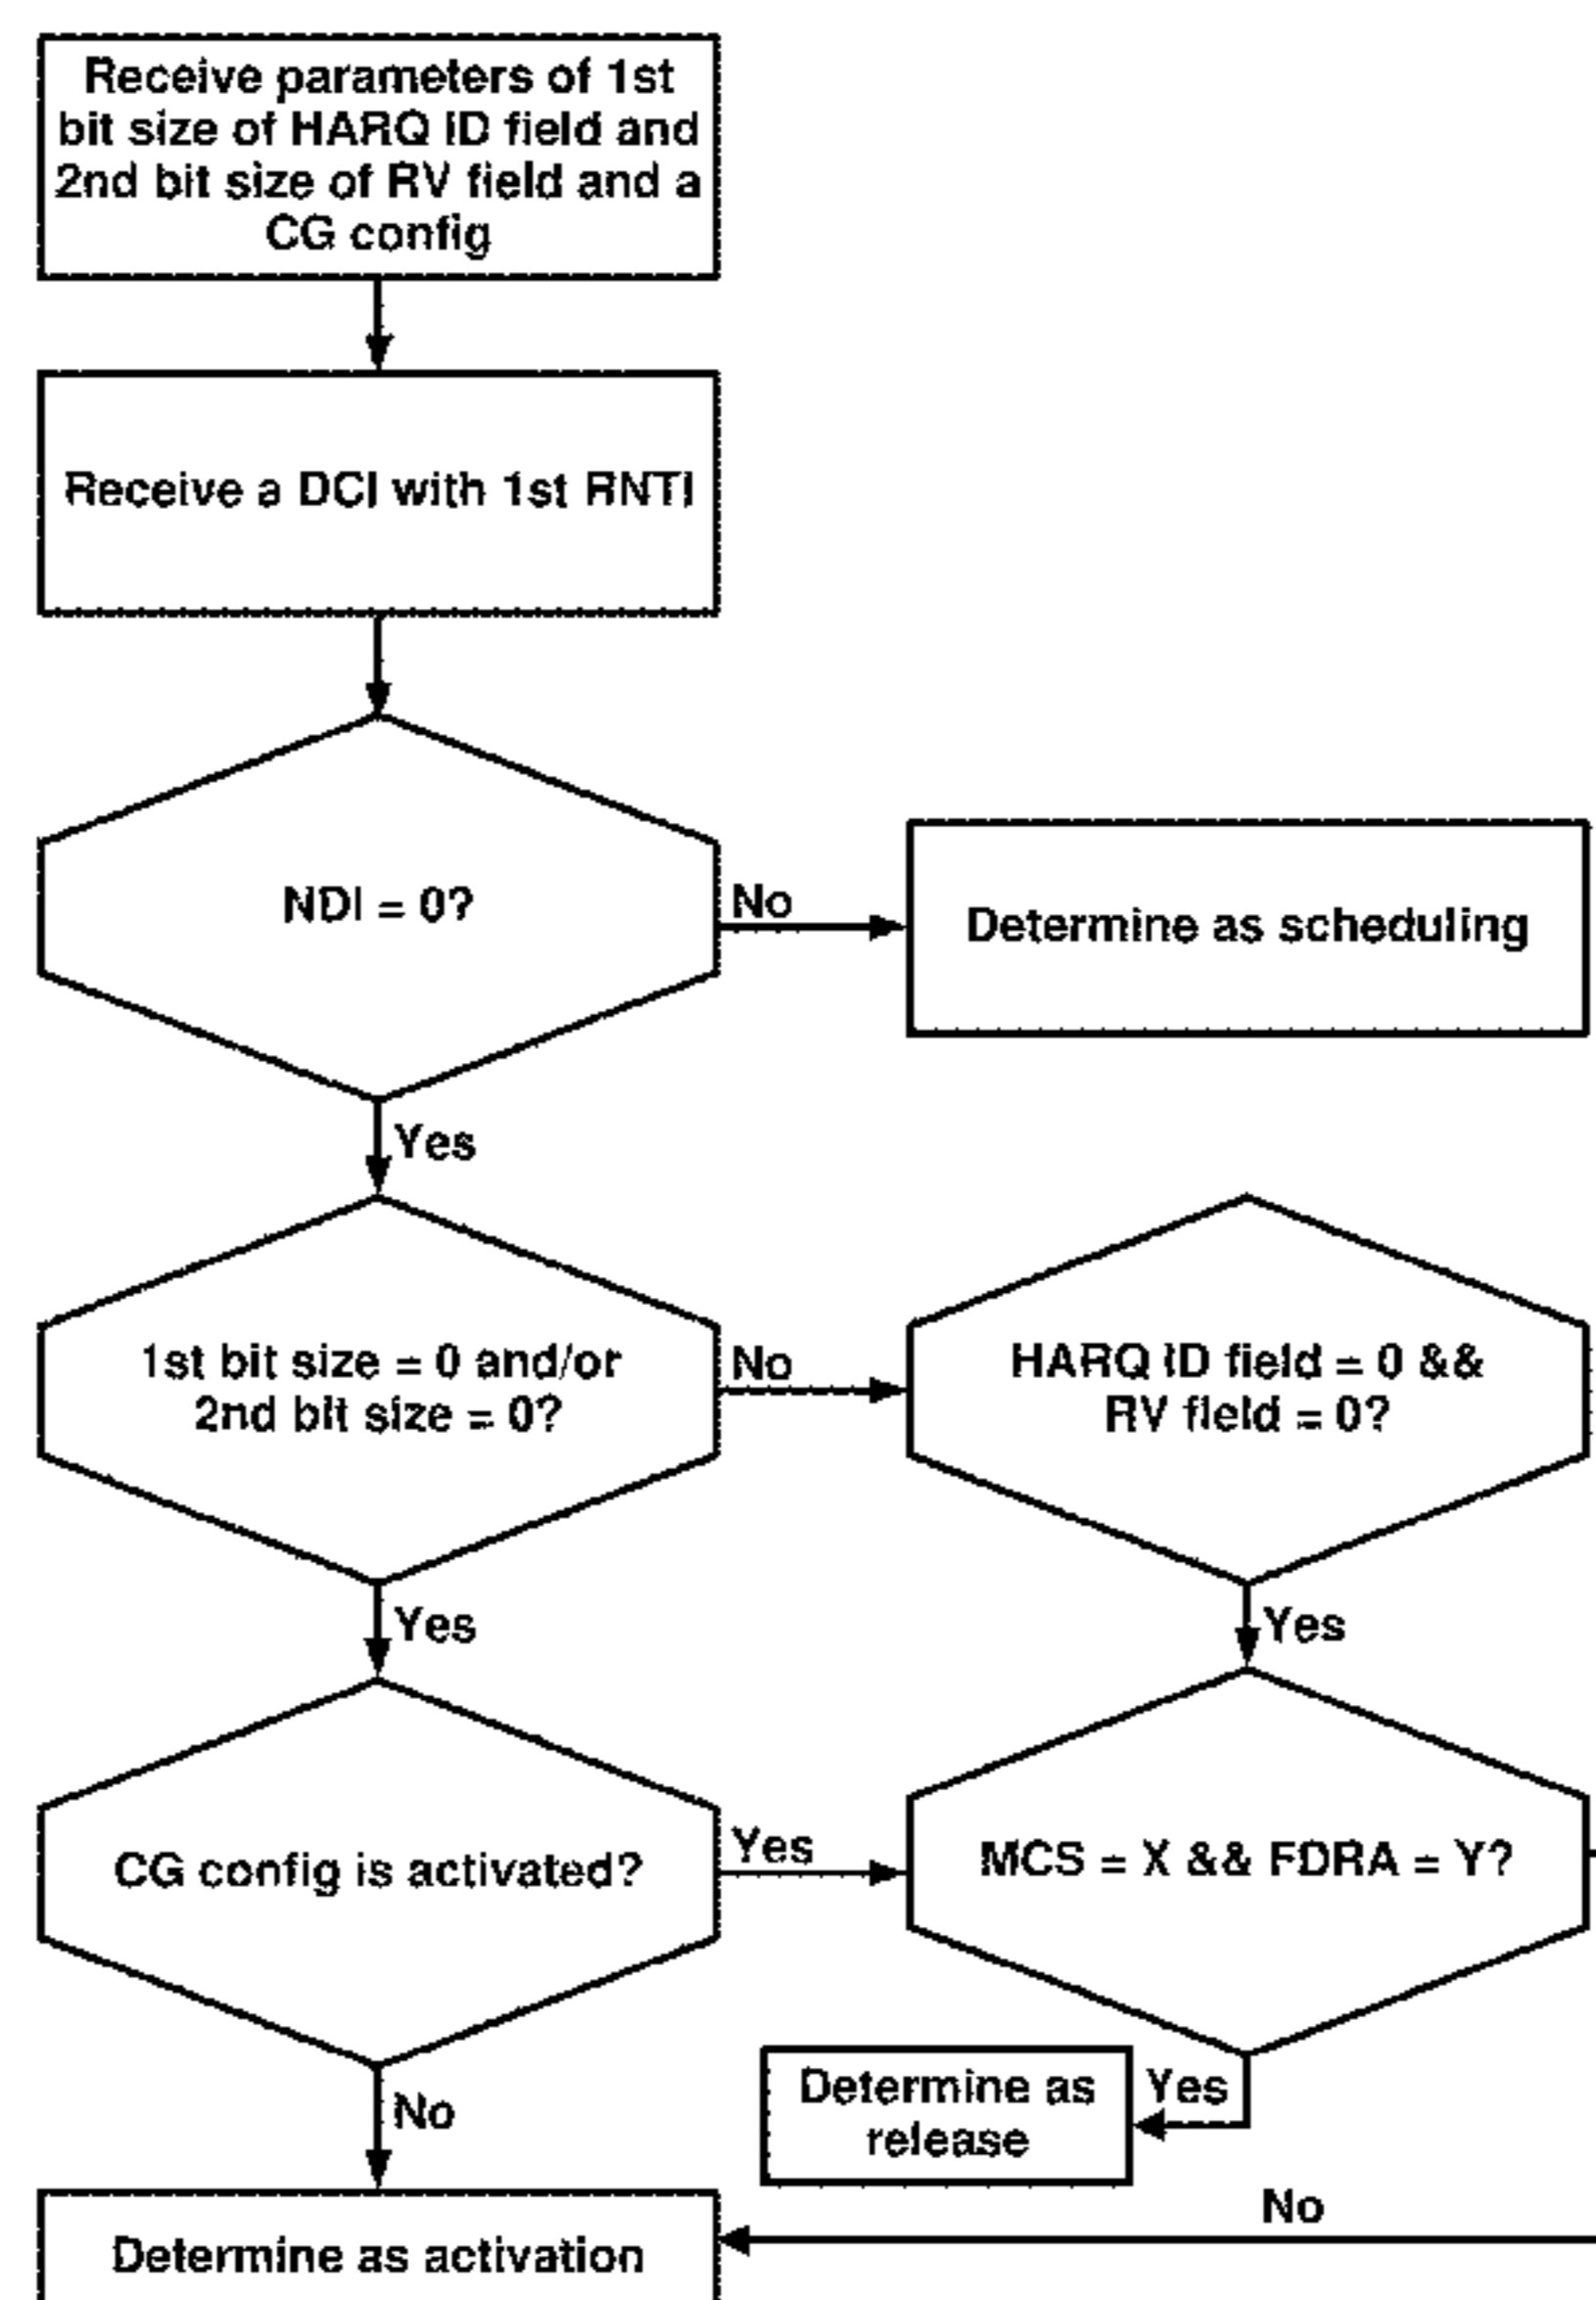 Receive parameters of 1st
bit size of HARQ ID field and
2nd bit size of RV field and a
CG config
Receive a DCI with 1st RNTI
NDI = 0?
No
Determine as scheduling
Yes
1st bit size = 0 and/or
2nd bit size = 0?
No
HARQ ID field = 0 &&
RV field = 0?
Yes
Yes
CG config is activated?
Yes
MCS = X && FDRA = Y?
Determine as
release
Yes
No
No
Determine as activation